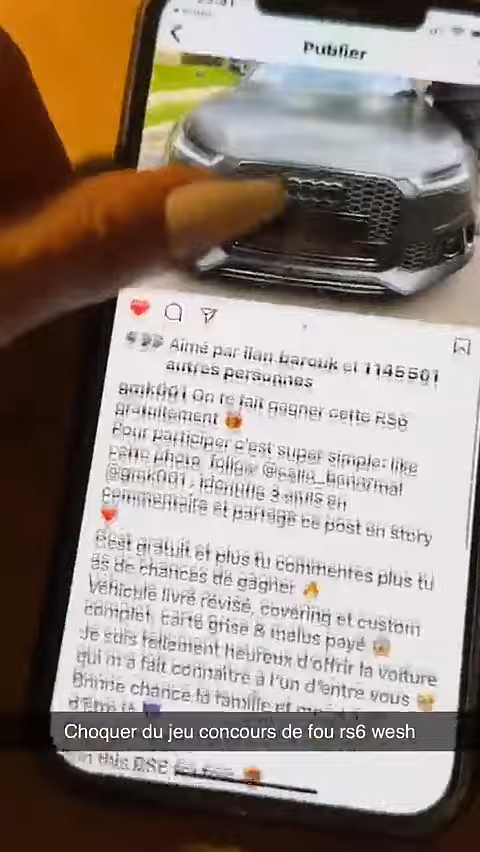 Publier
Aimé par ilan barouk et 1145501
autres personnes
gmk001 On te fait gagner cette RS6
gratuitement
Pour participer c'est super simple: like
cette photo, follow
@gmk001, identifie 3 amis en
commentaire et partage ce post en story
C'est gratuit et plus tu commentes plus tu
as de chances de gagner 🔥
Véhicule livré révisé, covering et custom
complet, carte grise & malus payé
Je suis tellement heureux d'offrir la voiture
qui m'a fait connaître à l'un d'entre vous
Bonne chance la famille et
Choquer du jeu concours de fou rs6 wesh
RS6